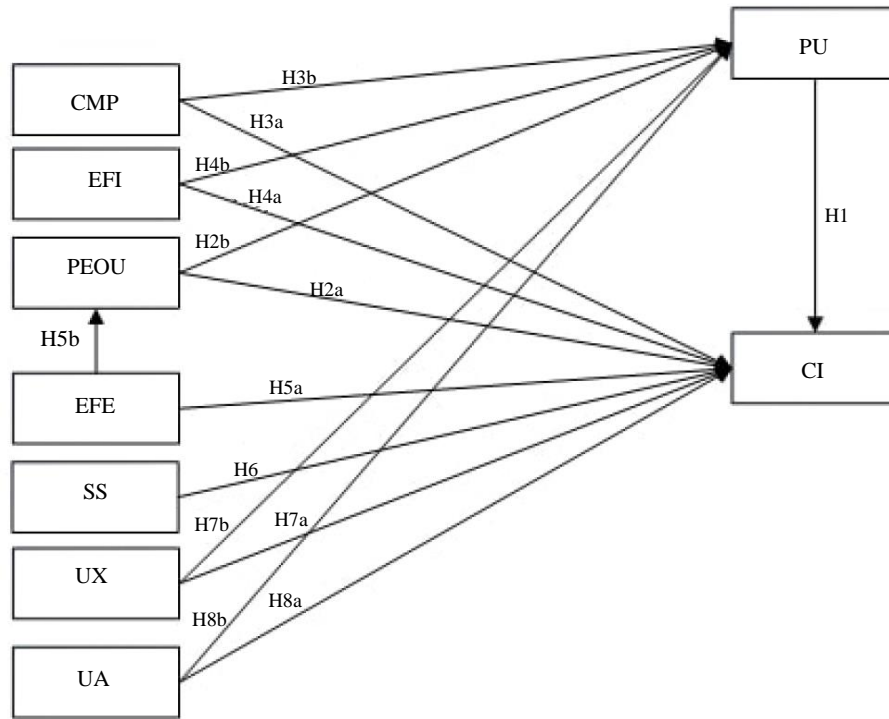 PU
H3b
CMP
H3a
H4b
EFI
H4a
H1
H2b
PEOU
H2a
H5b
CI
H5a
EFE
H6
SS
H7b
H7a
UX
H8a
H8b
UA